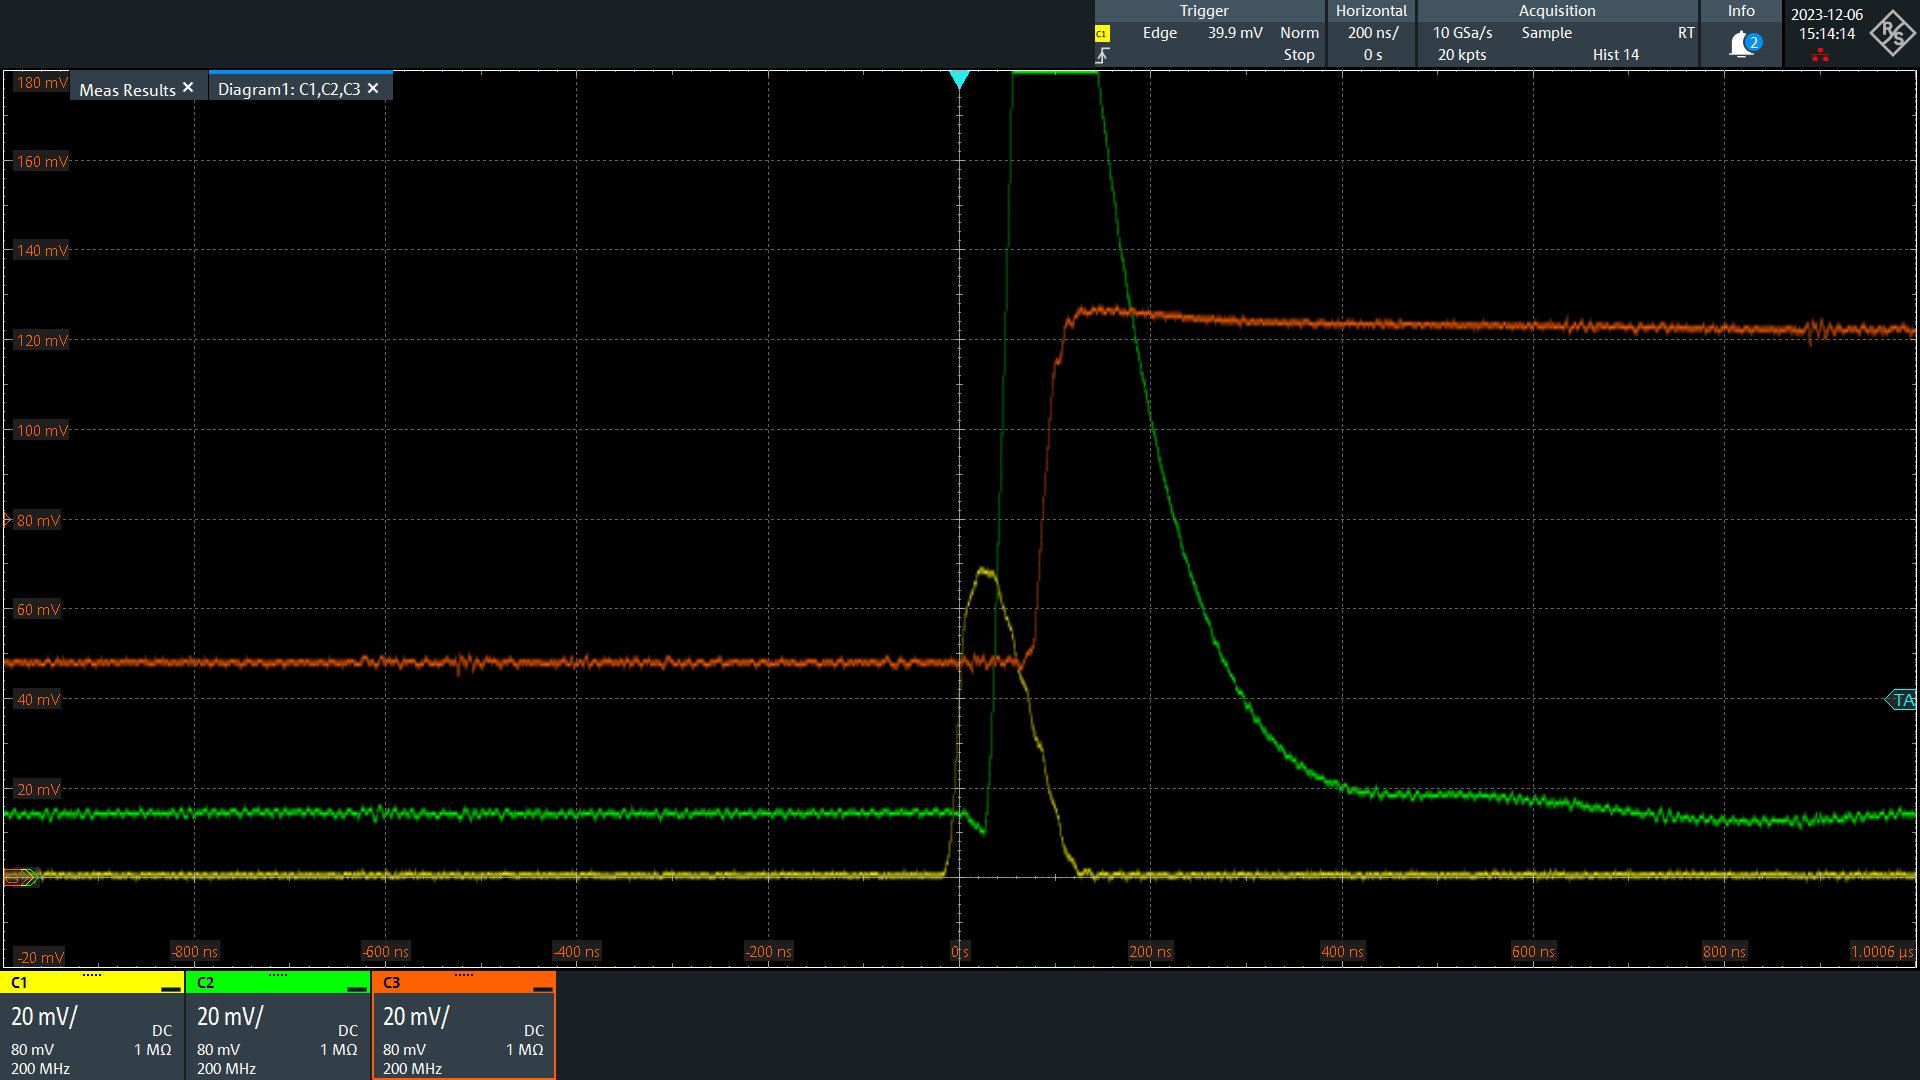 Trigger
C1 Edge 39.9 mV Norm
Stop
Horizontal
200 ns/
0 s
Acquisition
10 GSa/s Sample RT
20 kpts Hist 14
Info
2
2023-12-06
15:14:14
R&S
Meas Results ×
Diagram1: C1,C2,C3 ×
180 mV
160 mV
140 mV
120 mV
100 mV
80 mV
60 mV
40 mV
TA
20 mV
-20 mV
-800 ns -600 ns -400 ns -200 ns 0 s 200 ns 400 ns 600 ns 800 ns 1.0006 µs
C1
20 mV/
DC
80 mV 1 MΩ
200 MHz
C2
20 mV/
DC
80 mV 1 MΩ
200 MHz
C3
20 mV/
DC
80 mV 1 MΩ
200 MHz